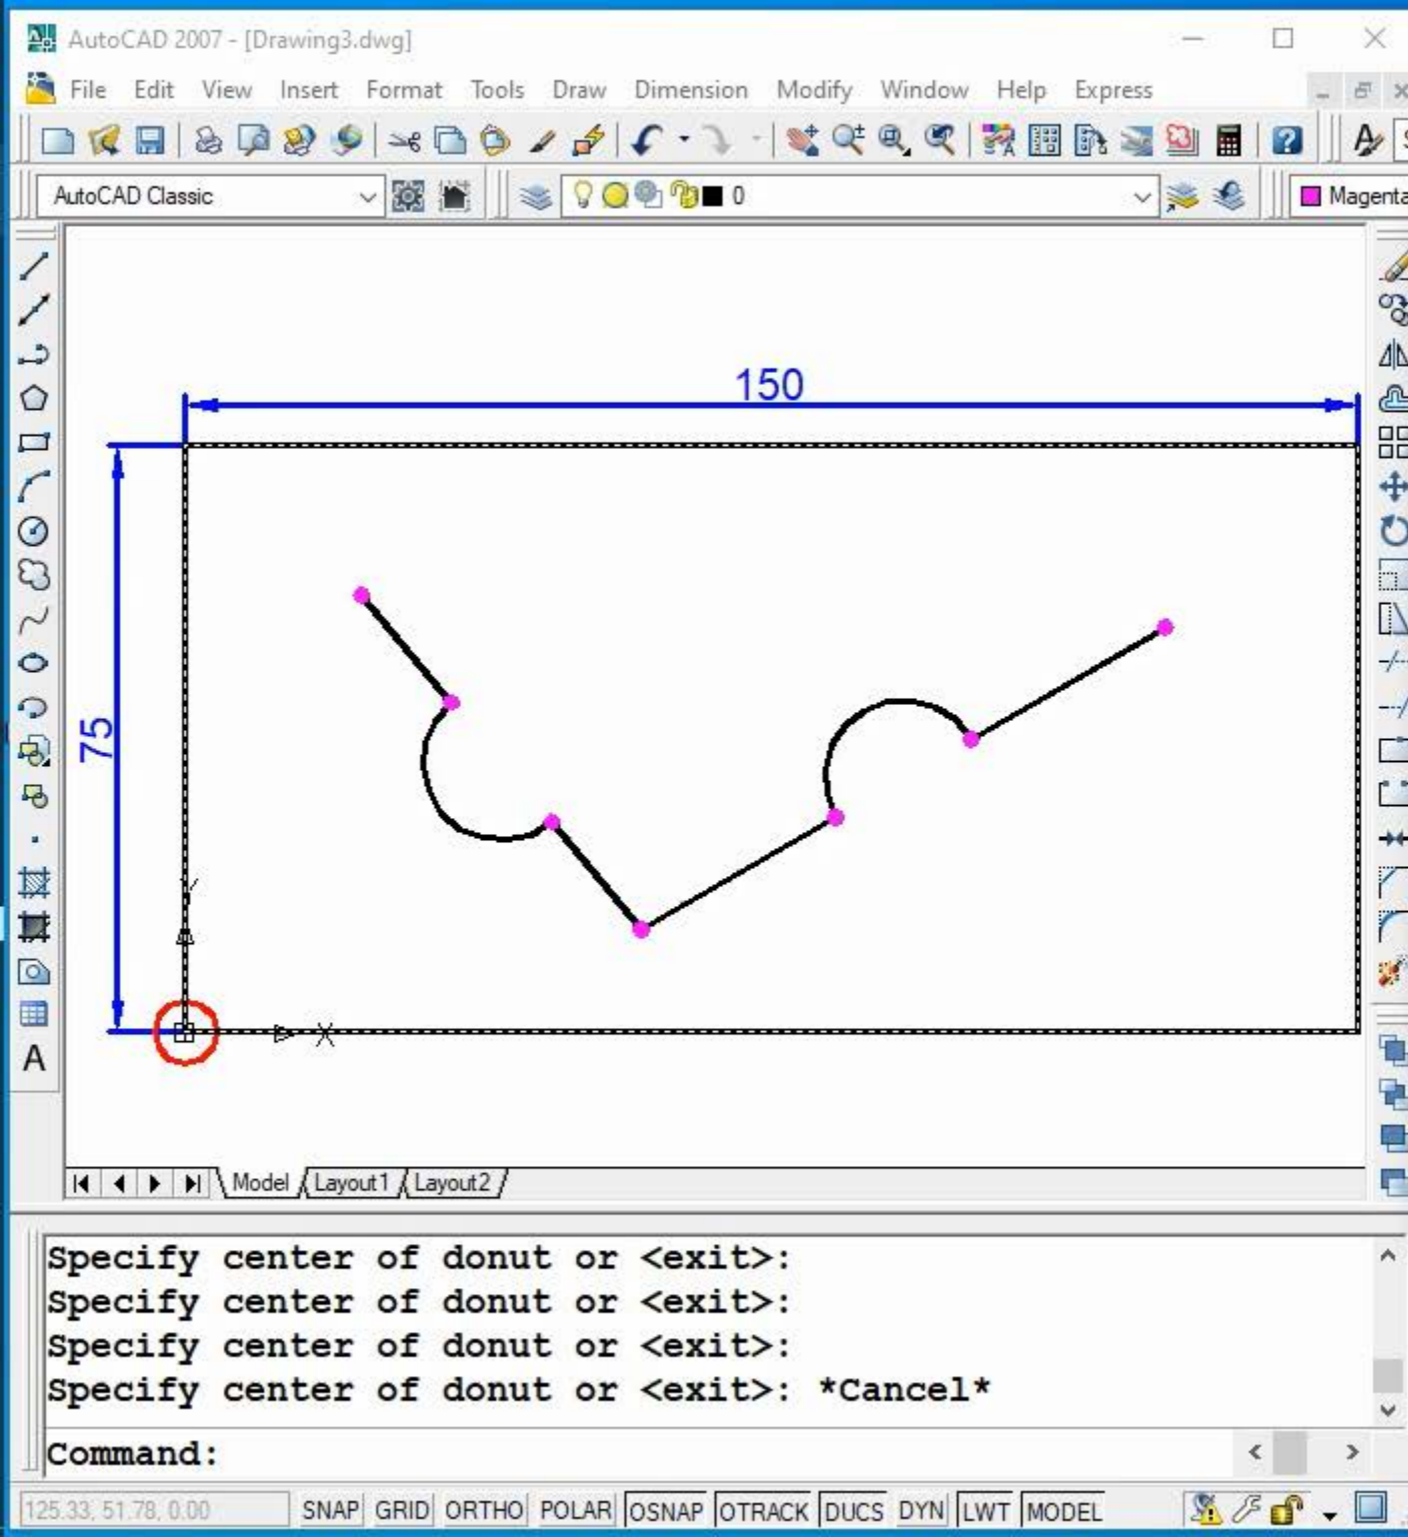 AutoCAD 2007 - [Drawing3.dwg]
File Edit View Insert Format Tools Draw Dimension Modify Window Help Express
AutoCAD Classic 0 Magenta
150
75
Y
X
A
Model Layout1 Layout2
Specify center of donut or <exit>:
Specify center of donut or <exit>:
Specify center of donut or <exit>:
Specify center of donut or <exit>: *Cancel*
Command:
125.33, 51.78, 0.00 SNAP GRID ORTHO POLAR OSNAP OTRACK DUCS DYN LWT MODEL